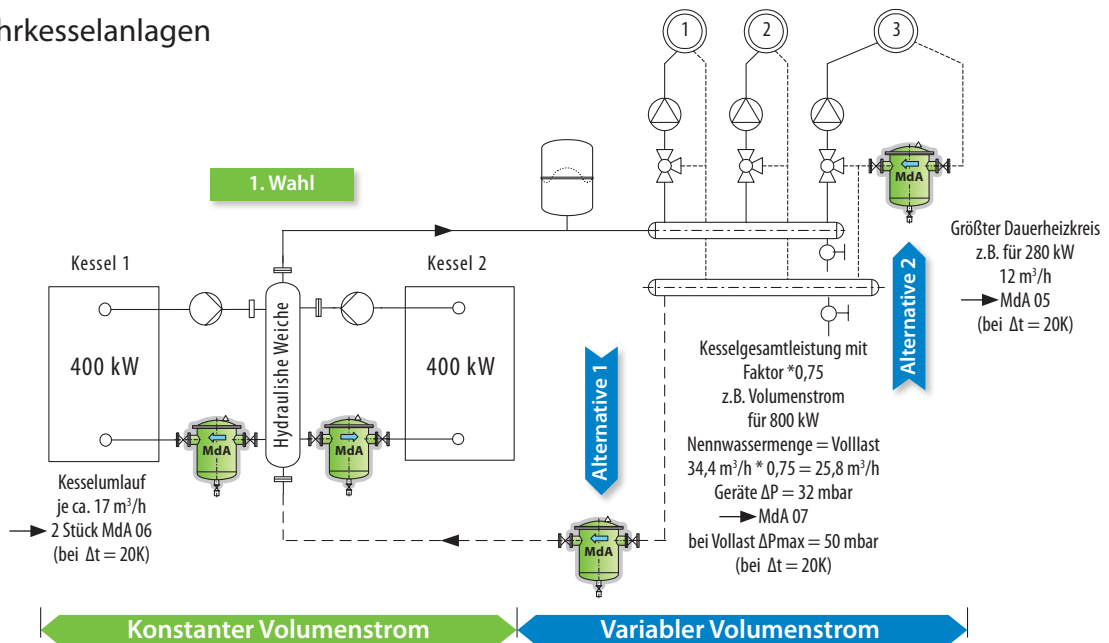 hrkesselanlagen
1
2
3
1. Wahl
MdA
Größter Dauerheizkreis
z.B. für 280 kW
12 m³/h
MdA 05
(bei Δt = 20K)
Alternative 2
Kessel 1
Kessel 2
400 kW
400 kW
Hydraulishe Weiche
MdA
MdA
Kesselumlauf
je ca. 17 m³/h
2 Stück MdA 06
(bei Δt = 20K)
Alternative 1
MdA
Kesselgesamtleistung mit
Faktor *0,75
z.B. Volumenstrom
für 800 kW
Nennwassermenge = Volllast
34,4 m³/h * 0,75 = 25,8 m³/h
Geräte ΔP = 32 mbar
MdA 07
bei Vollast ΔPmax = 50 mbar
(bei Δt = 20K)
Konstanter Volumenstrom
Variabler Volumenstrom